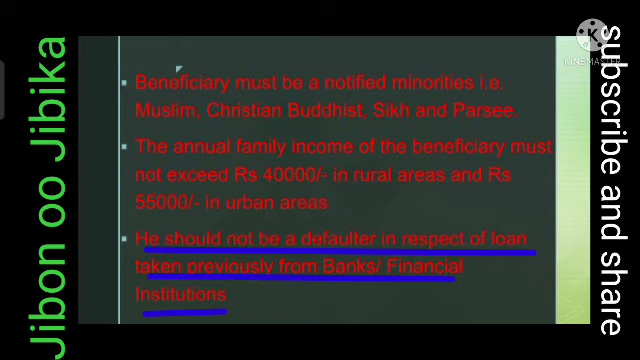 Jibon oo Jibika
Beneficiary must be a notified minorities i.e.
Muslim, Christian Buddhist, Sikh and Parsee.
The annual family income of the beneficiary must
not exceed Rs 40000/- in rural areas and Rs
55000/- in urban areas
He should not be a defaulter in respect of loan
taken previously from Banks/ Financial
Institutions
subscribe and share
K
KINEMASTER